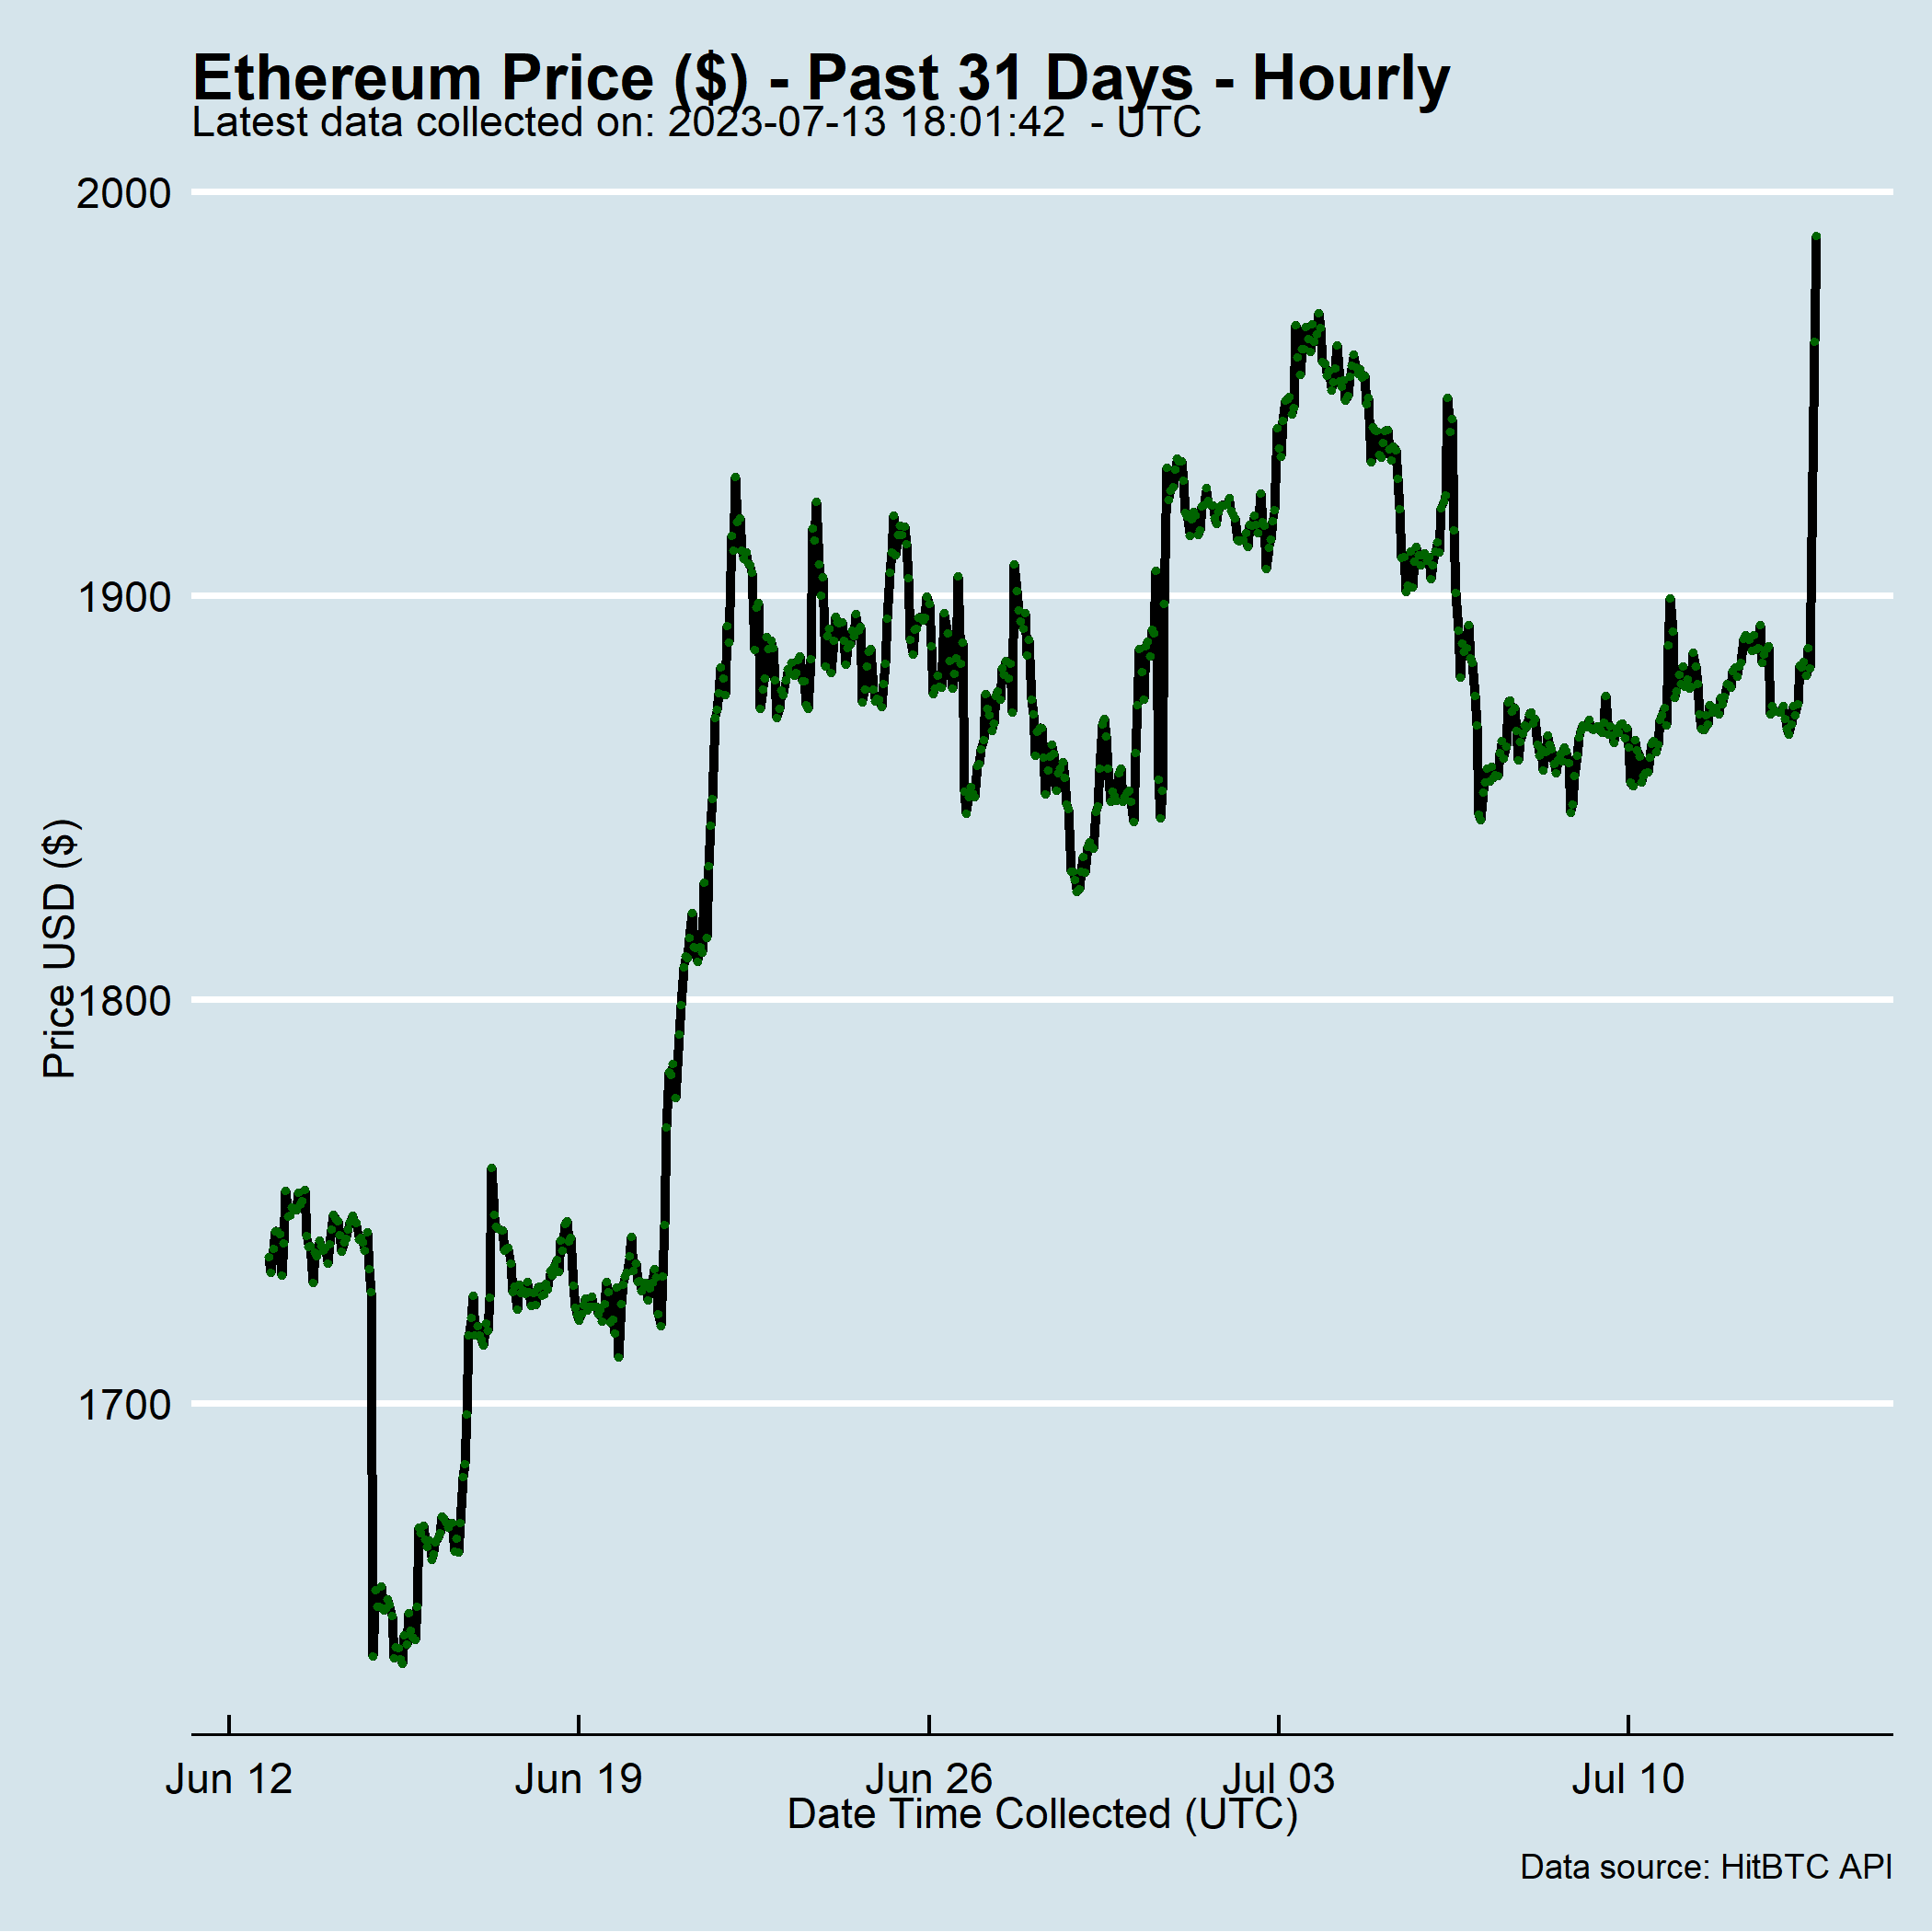 Ethereum Price ($) - Past 31 Days - Hourly
Latest data collected on: 2023-07-13 18:01:42  - UTC
2000
1900
1800
1700
Price USD ($)
Jun 12
Jun 19
Jun 26
Jul 03
Jul 10
Date Time Collected (UTC)
Data source: HitBTC API